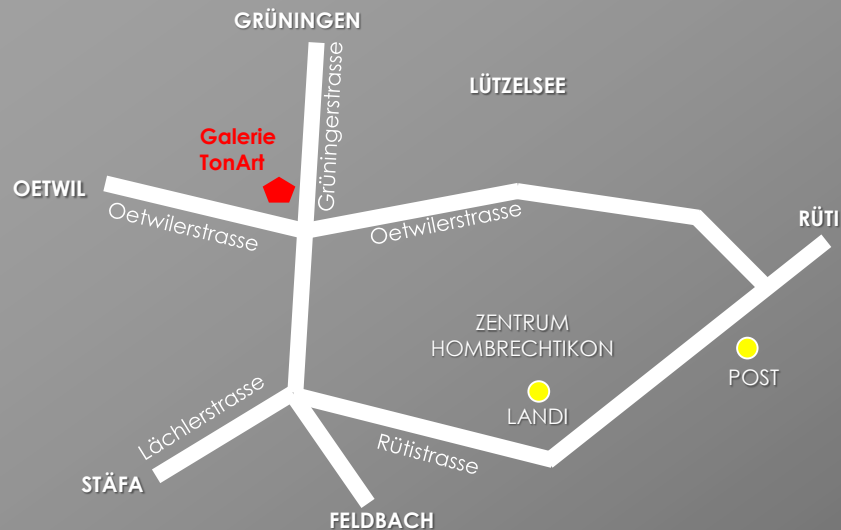 GRÜNINGEN
Grüningerstrasse
LÜTZELSEE
Galerie
TonArt
OETWIL
Oetwilerstrasse
Oetwilerstrasse
RÜTI
ZENTRUM
HOMBRECHTIKON
POST
LANDI
Lächlerstrasse
Rütistrasse
STÄFA
FELDBACH